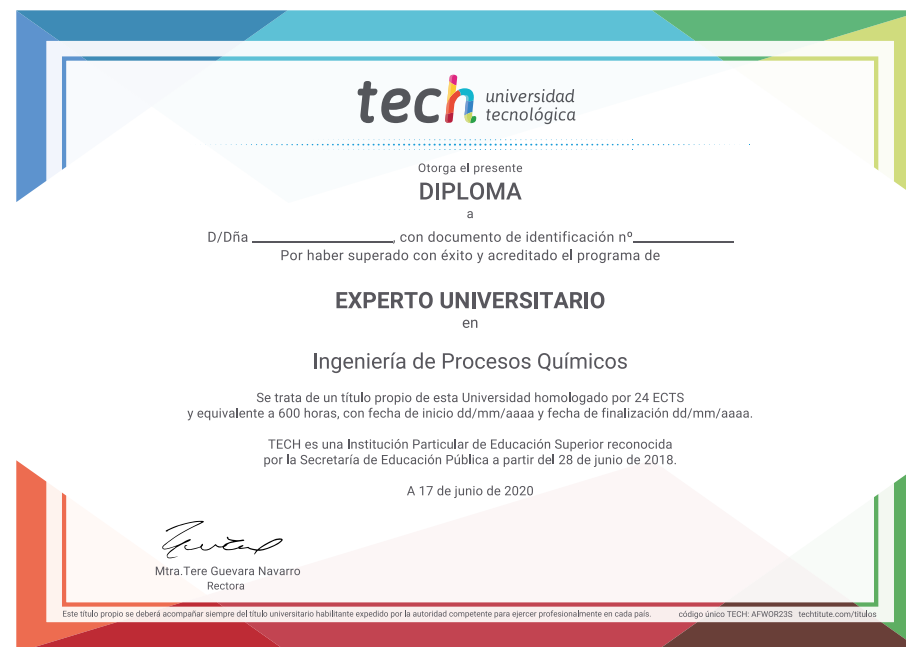 tech universidad
tecnológica
Otorga el presente
DIPLOMA
a
D/Dña ____________________, con documento de identificación nº______________
Por haber superado con éxito y acreditado el programa de
EXPERTO UNIVERSITARIO
en
Ingeniería de Procesos Químicos
Se trata de un título propio de esta Universidad homologado por 24 ECTS
y equivalente a 600 horas, con fecha de inicio dd/mm/aaaa y fecha de finalización dd/mm/aaaa.
TECH es una Institución Particular de Educación Superior reconocida
por la Secretaría de Educación Pública a partir del 28 de junio de 2018.
A 17 de junio de 2020
Mtra.Tere Guevara Navarro
Rectora
Este título propio se deberá acompañar siempre del título universitario habilitante expedido por la autoridad competente para ejercer profesionalmente en cada país. código único TECH: AFWOR23S techtitute.com/titulos